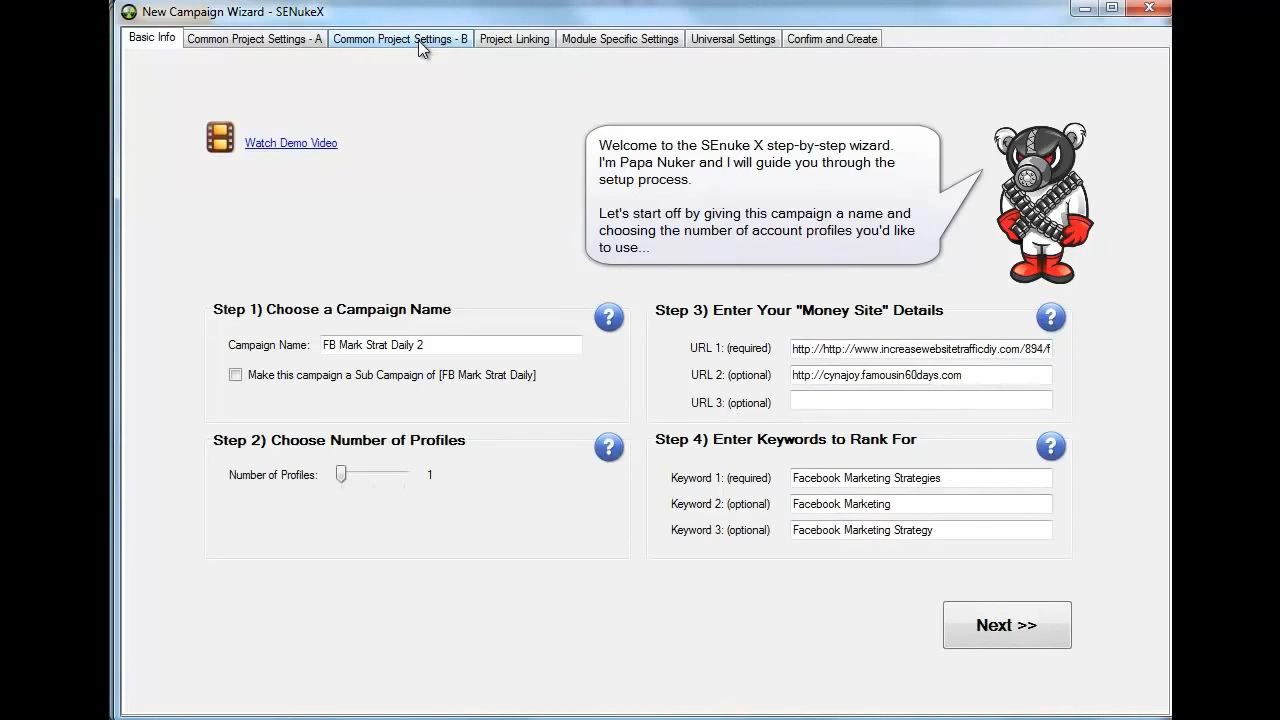 New Campaign Wizard - SENukeX
Basic Info
Common Project Settings - A
Common Project Settings - B
Project Linking
Module Specific Settings
Universal Settings
Confirm and Create
Watch Demo Video
Welcome to the SEnuke X step-by-step wizard.
I'm Papa Nuker and I will guide you through the
setup process.
Let's start off by giving this campaign a name and
choosing the number of account profiles you'd like
to use...
Step 1) Choose a Campaign Name
?
Campaign Name: FB Mark Strat Daily 2
Make this campaign a Sub Campaign of [FB Mark Strat Daily]
Step 2) Choose Number of Profiles
?
Number of Profiles: 1
Step 3) Enter Your "Money Site" Details
?
URL 1: (required) http://http://www.increasewebsitetrafficdiy.com/894/f
URL 2: (optional) http://cynajoy.famousin60days.com
URL 3: (optional)
Step 4) Enter Keywords to Rank For
?
Keyword 1: (required) Facebook Marketing Strategies
Keyword 2: (optional) Facebook Marketing
Keyword 3: (optional) Facebook Marketing Strategy
Next >>